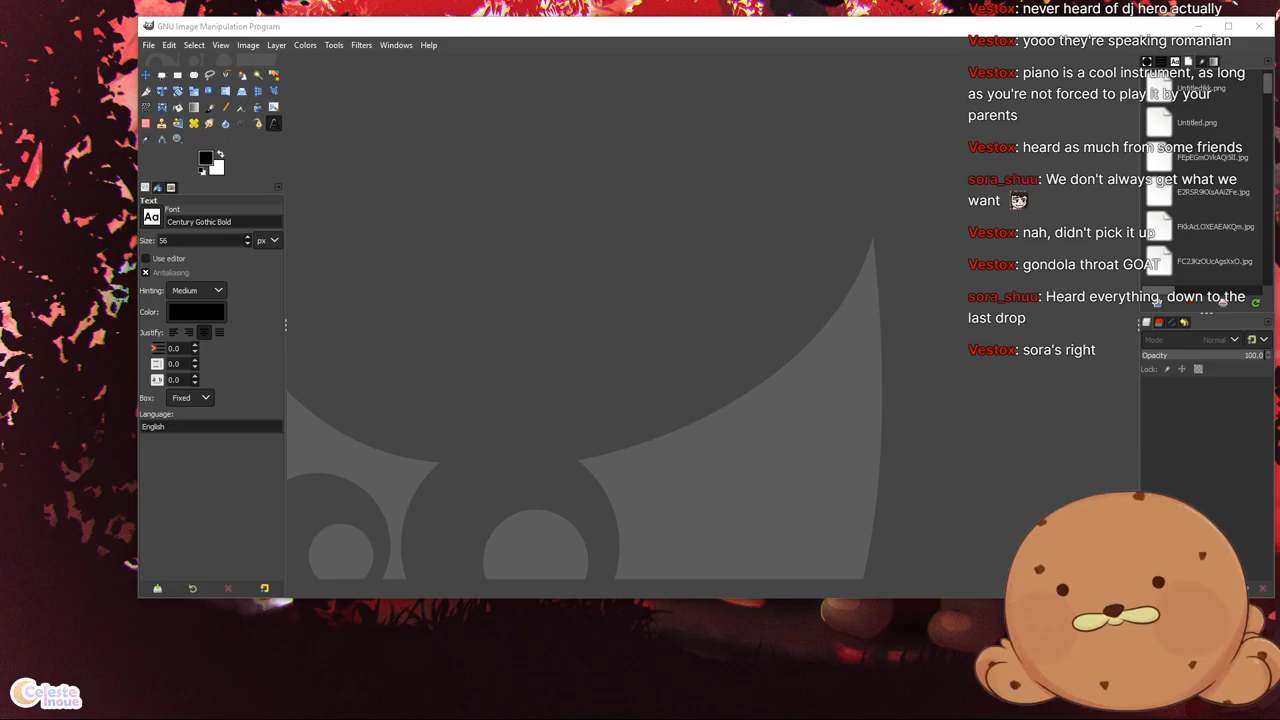 GNU Image Manipulation Program
File Edit Select View Image Layer Colors Tools Filters Windows Help
Text
Font
Aa Century Gothic Bold
Size: 56 px
Use editor
Antialiasing
Hinting: Medium
Color:
Justify:
0.0
0.0
0.0
Box: Fixed
Language:
English
Vestox: never heard of dj hero actually
Vestox: yooo they're speaking romanian
Vestox: piano is a cool instrument, as long
as you're not forced to play it by your
parents
Vestox: heard as much from some friends
sora_shuu: We don't always get what we
want
Vestox: nah, didn't pick it up
Vestox: gondola throat GOAT
sora_shuu: Heard everything, down to the
last drop
Vestox: sora's right
Untitled.png
Mode Normal
Opacity 100.0
Lock:
Celeste
Inoue